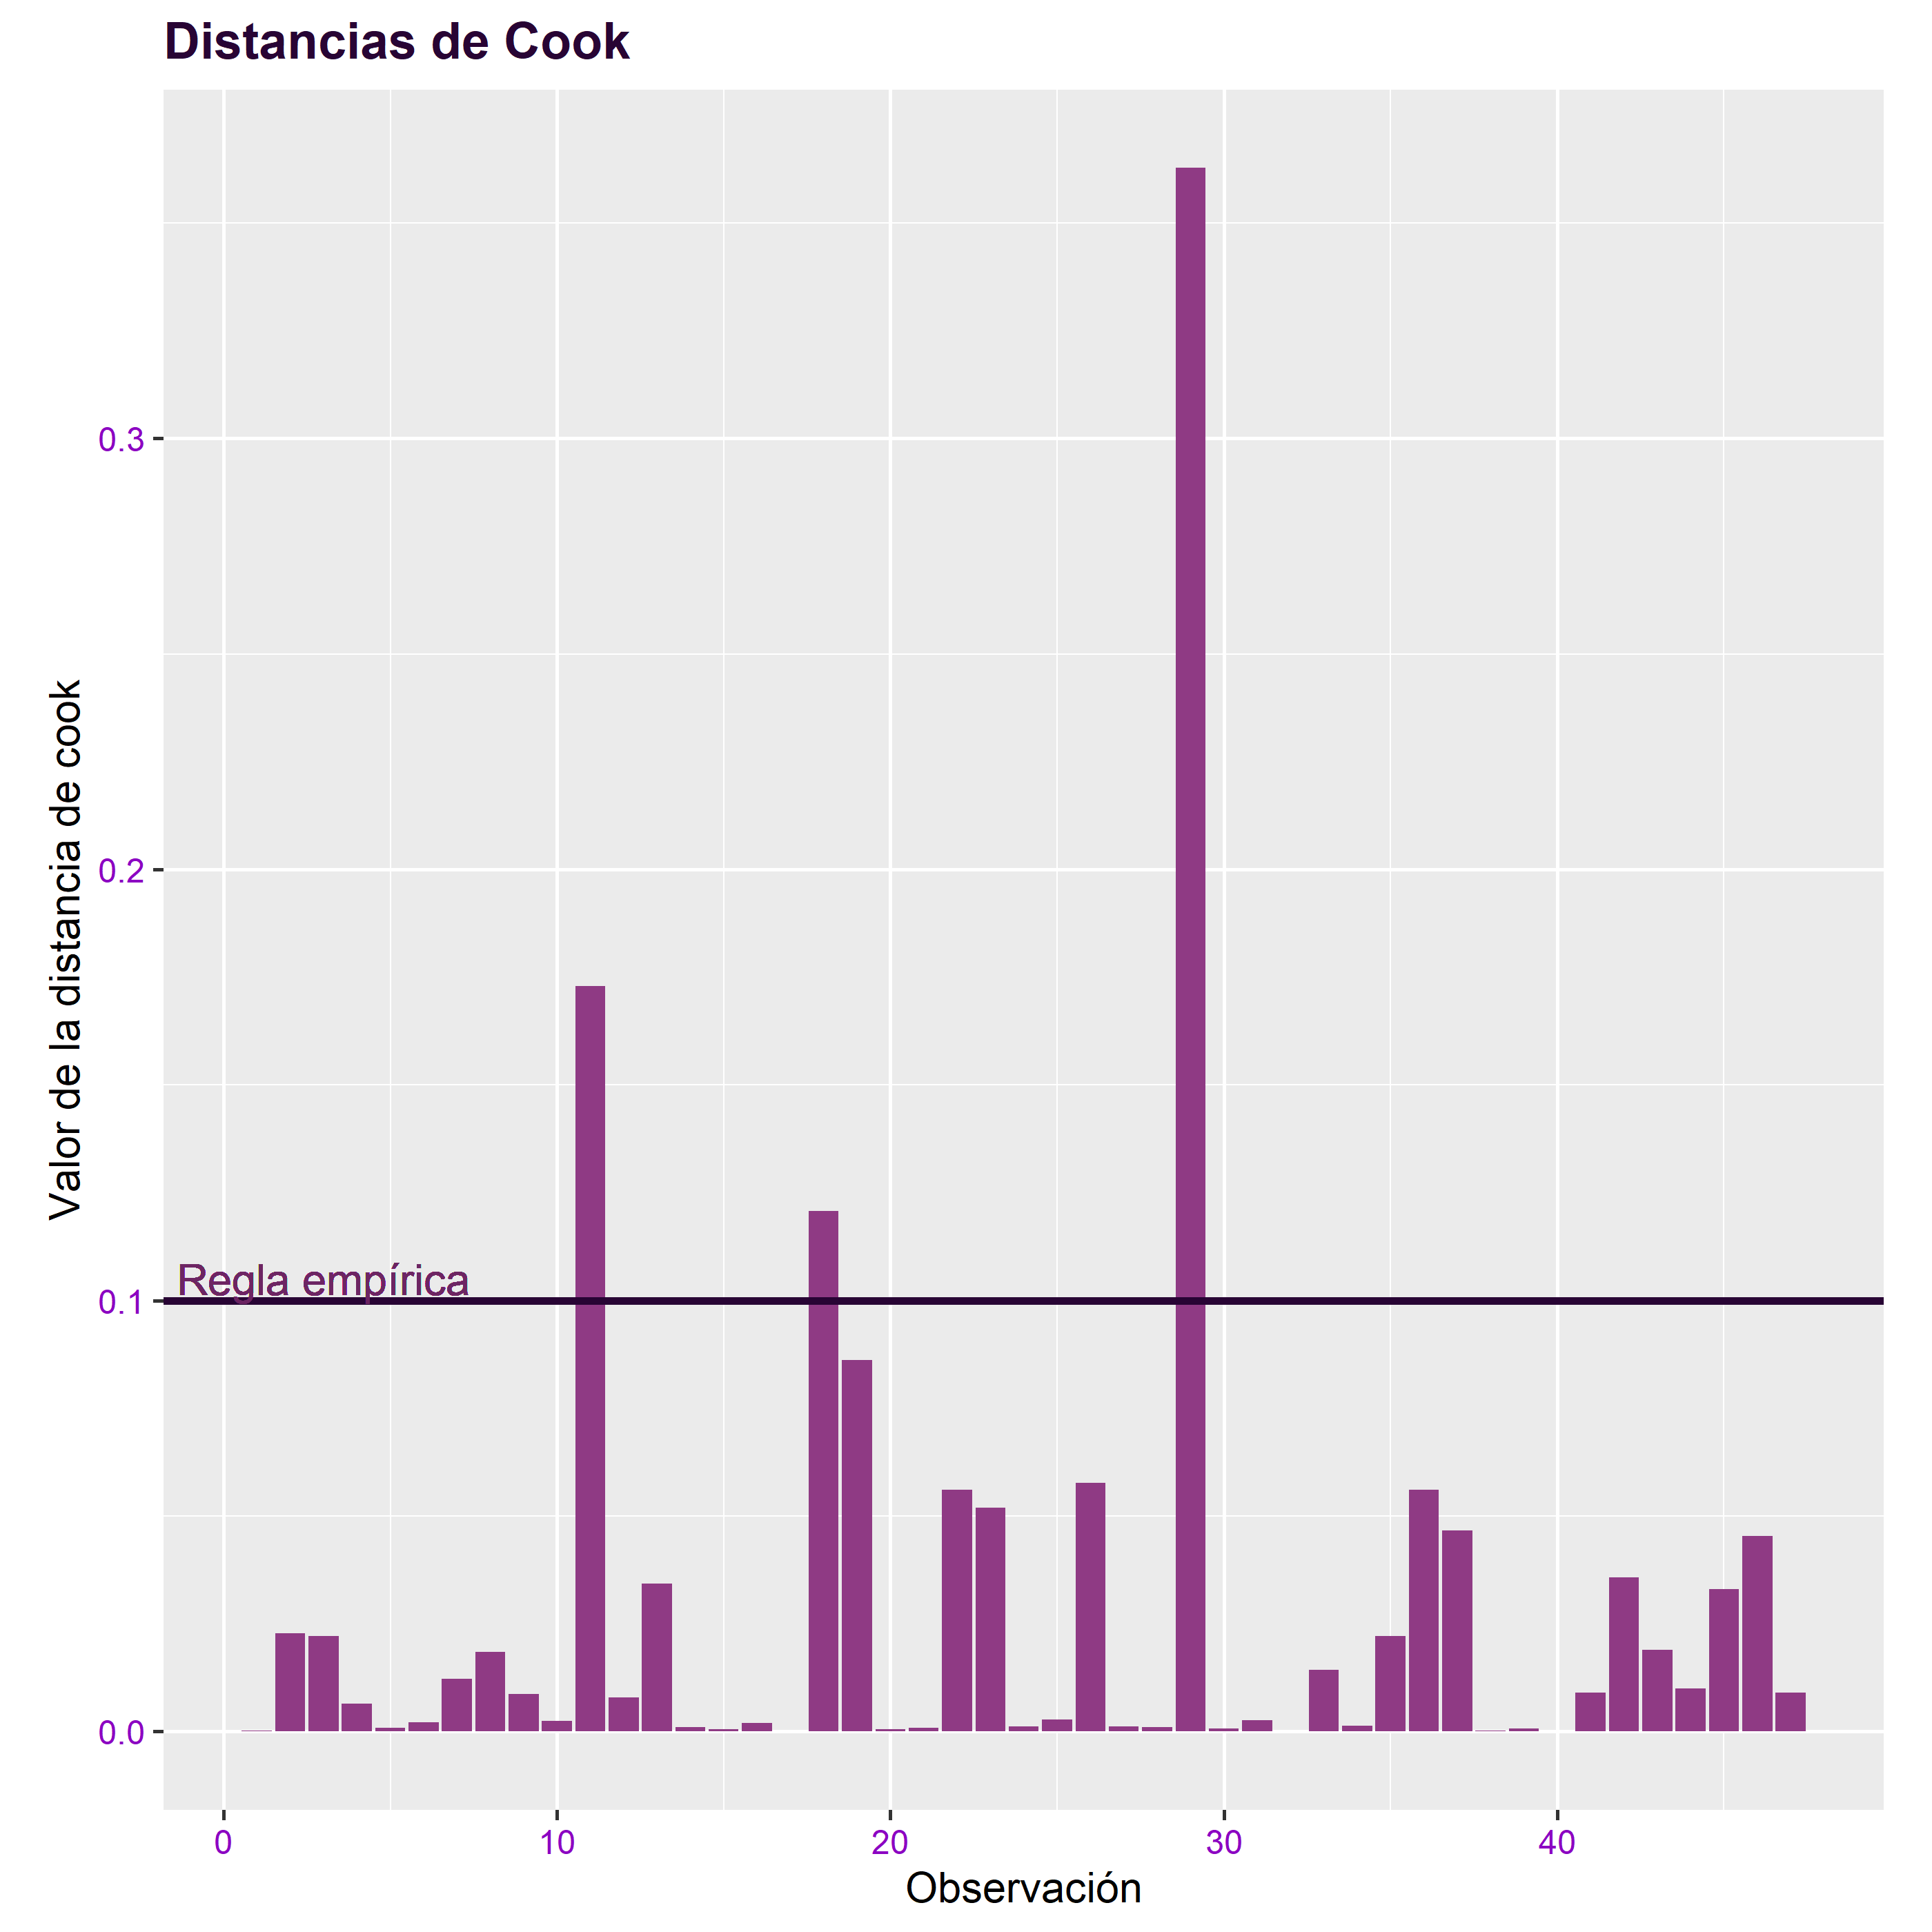 Distancias de Cook
Valor de la distancia de cook
0.3
0.2
Regla empírica
0.1
0.0
0 10 20 30 40
Observación